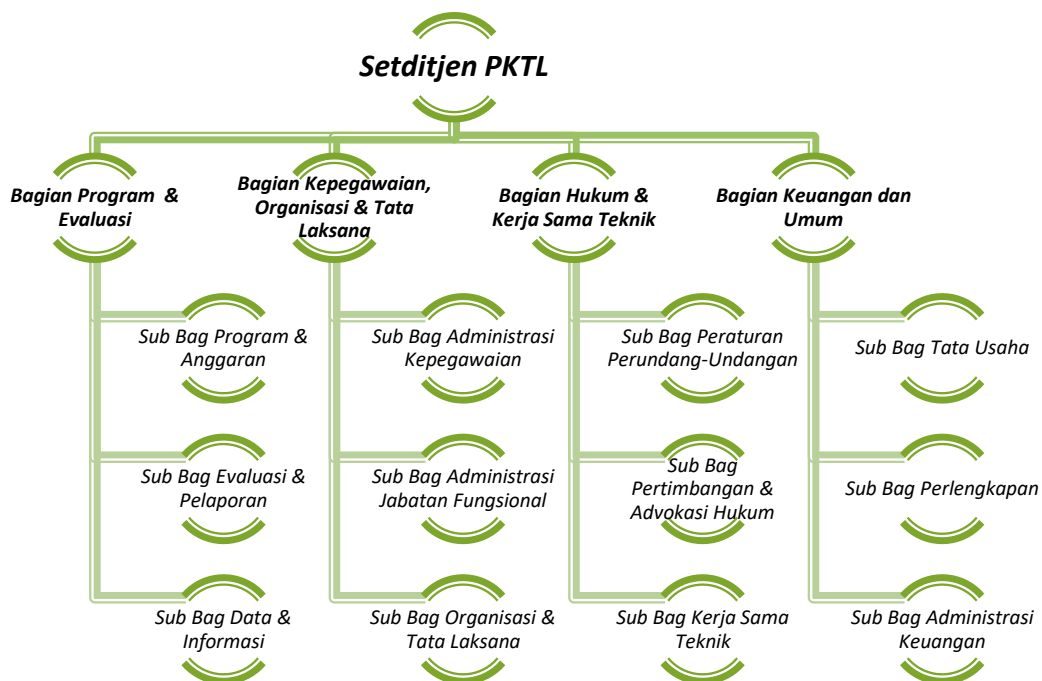 Setditjen PKTL
Bagian Program &
Evaluasi
Bagian Kepegawaian,
Organisasi & Tata
Laksana
Bagian Hukum &
Kerja Sama Teknik
Bagian Keuangan dan
Umum
Sub Bag Program &
Anggaran
Sub Bag Administrasi
Kepegawaian
Sub Bag Peraturan
Perundang-Undangan
Sub Bag Tata Usaha
Sub Bag Evaluasi &
Pelaporan
Sub Bag Administrasi
Jabatan Fungsional
Sub Bag
Pertimbangan &
Advokasi Hukum
Sub Bag Perlengkapan
Sub Bag Data &
Informasi
Sub Bag Organisasi &
Tata Laksana
Sub Bag Kerja Sama
Teknik
Sub Bag Administrasi
Keuangan